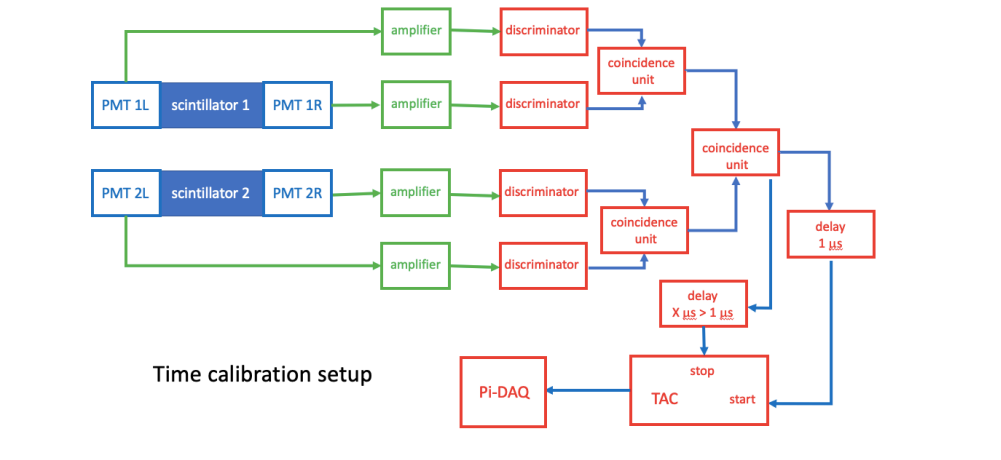 amplifier
discriminator
coincidence
unit
PMT 1L
scintillator 1
PMT 1R
amplifier
discriminator
coincidence
unit
PMT 2L
scintillator 2
PMT 2R
amplifier
discriminator
coincidence
unit
delay
1 µs
amplifier
discriminator
delay
X µs > 1 µs
Time calibration setup
Pi-DAQ
stop
TAC
start